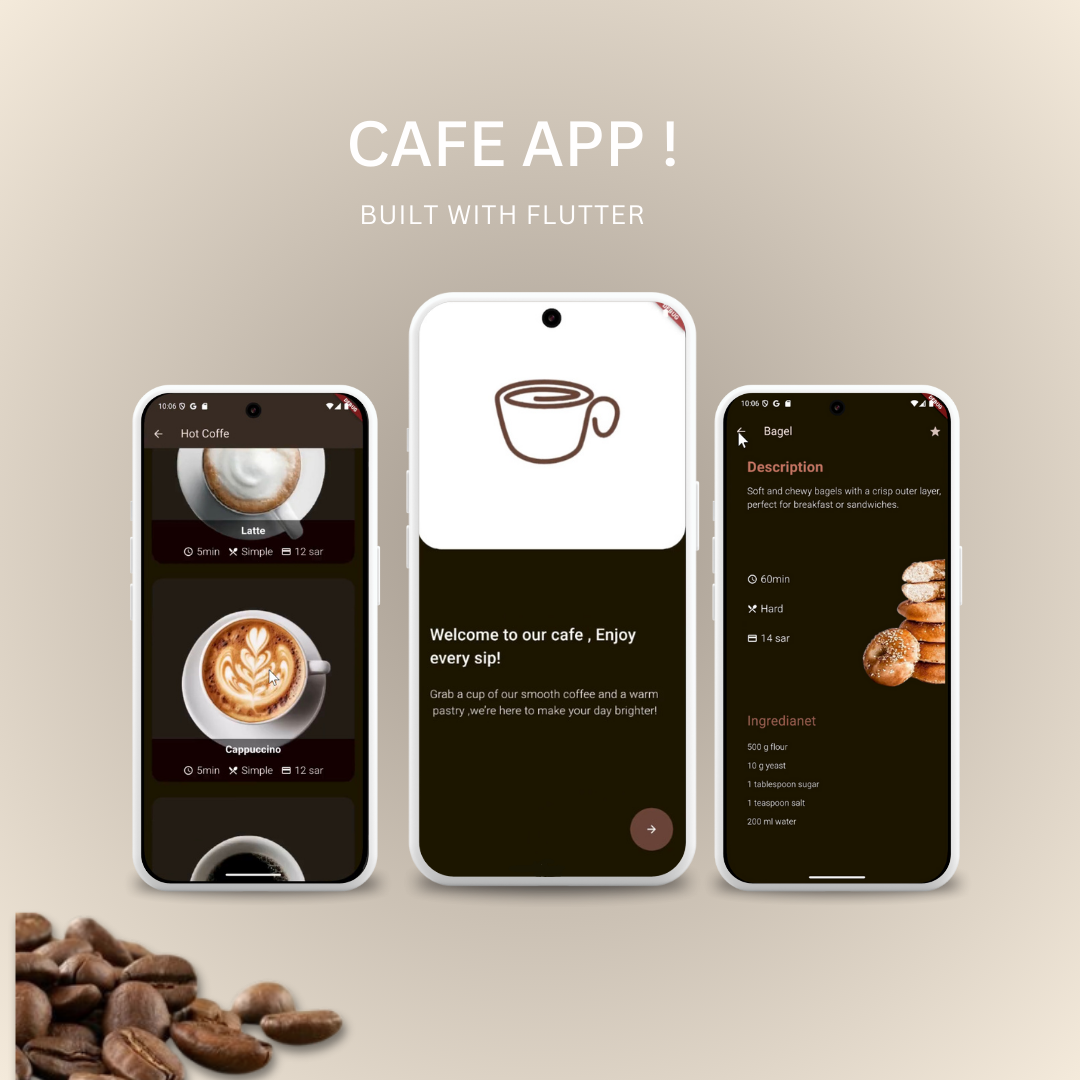 CAFE APP !
BUILT WITH FLUTTER
10:06
G
DEBUG
Hot Coffe
Latte
5min Simple 12 sar
Cappuccino
5min Simple 12 sar
DEBUG
Welcome to our cafe , Enjoy
every sip!
Grab a cup of our smooth coffee and a warm
pastry ,we're here to make your day brighter!
10:06
G
DEBUG
Bagel
Description
Soft and chewy bagels with a crisp outer layer,
perfect for breakfast or sandwiches.
60min
Hard
14 sar
Ingredianet
500 g flour
10 g yeast
1 tablespoon sugar
1 teaspoon salt
200 ml water